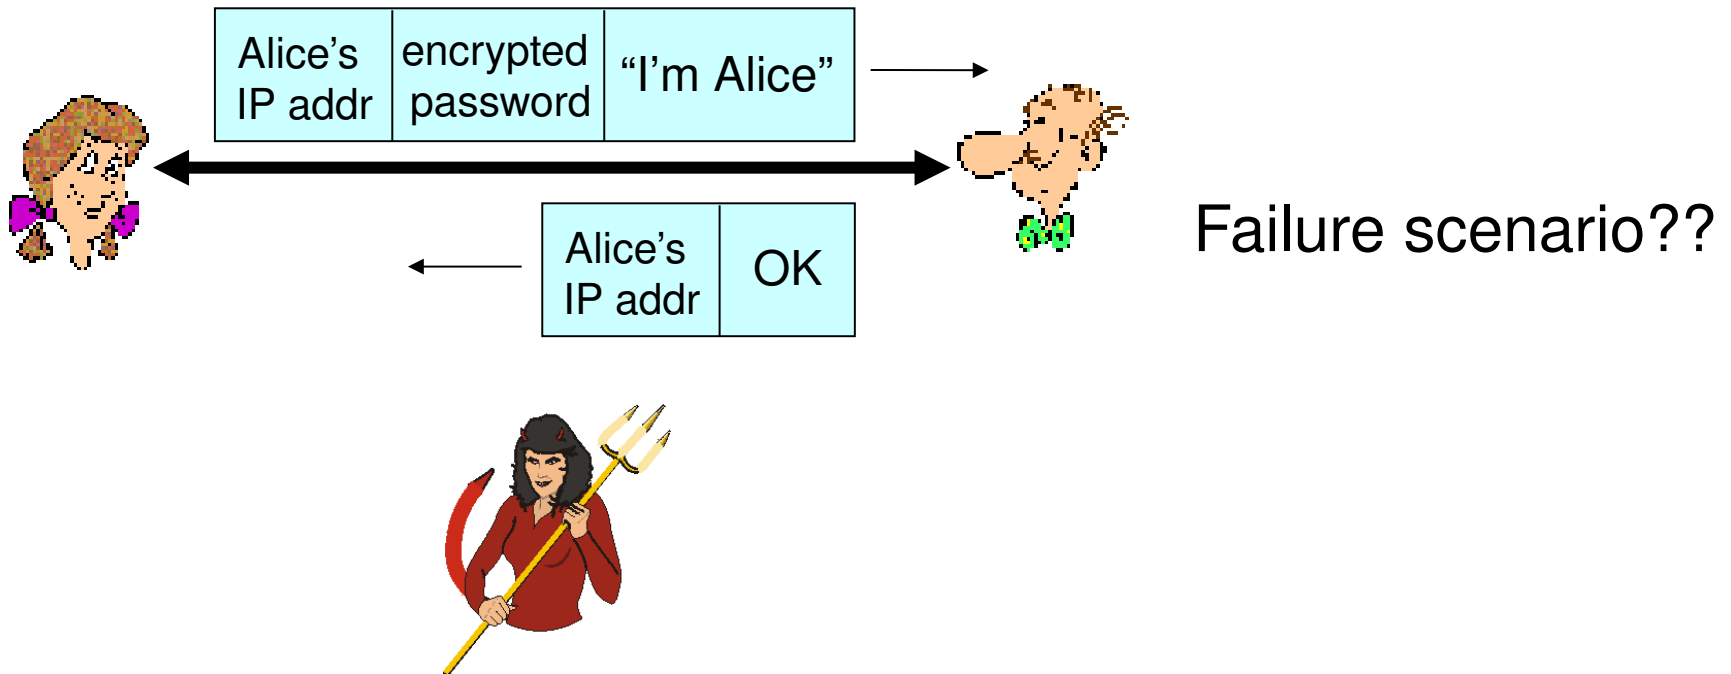 Alice’s
IP addr
encrypted
password
“I’m Alice”
Alice’s
IP addr
OK
Failure scenario??